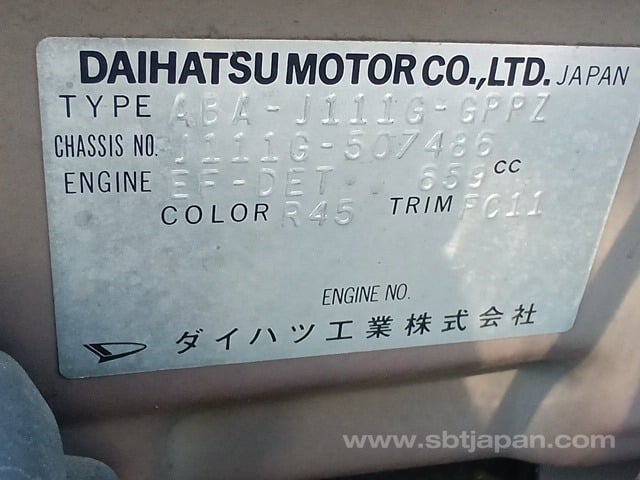 DAIHATSU MOTOR CO.,LTD. JAPAN
TYPE ABA-J111G-GPPZ
CHASSIS NO. J111G-507486
ENGINE EF-DET 659 CC
COLOR R45 TRIM FC11
ENGINE NO.
ダイハツ工業株式会社
www.sbtjapan.com